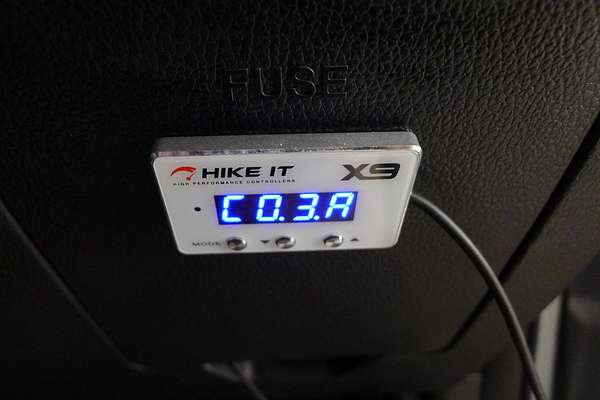 FUSE
HIKE IT X9
HIGH PERFORMANCE CONTROLLERS
C0.3.A
MODE